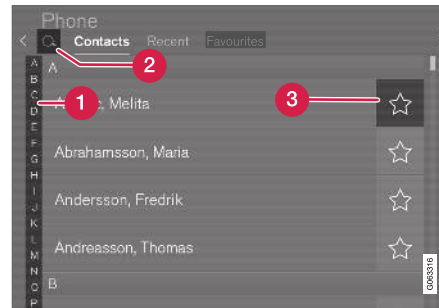 Phone
< Contacts Recent Favourites
2
A
A
B
C
D
E
F
G
H
I
J
K
L
M
N
O
P
1
Melita
3
Abrahamsson, Maria
Andersson, Fredrik
Andreasson, Thomas
B
G063316